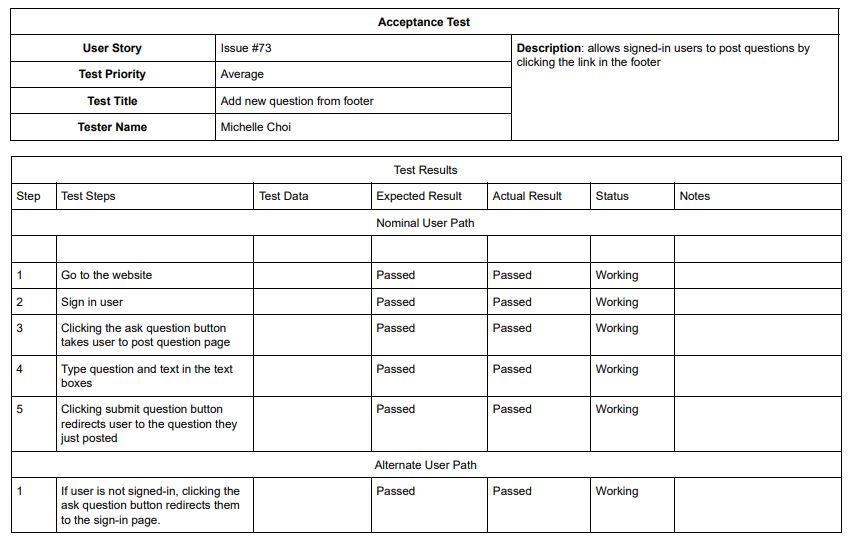 Acceptance Test
User Story Issue #73
Description: allows signed-in users to post questions by
clicking the link in the footer
Test Priority Average
Test Title Add new question from footer
Tester Name Michelle Choi
Test Results
Step Test Steps Test Data Expected Result Actual Result Status Notes
Nominal User Path
1 Go to the website Passed Passed Working
2 Sign in user Passed Passed Working
3 Clicking the ask question button Passed Passed Working
takes user to post question page
4 Type question and text in the text Passed Passed Working
boxes
5 Clicking submit question button Passed Passed Working
redirects user to the question they
just posted
Alternate User Path
1 If user is not signed-in, clicking the Passed Passed Working
ask question button redirects them
to the sign-in page.